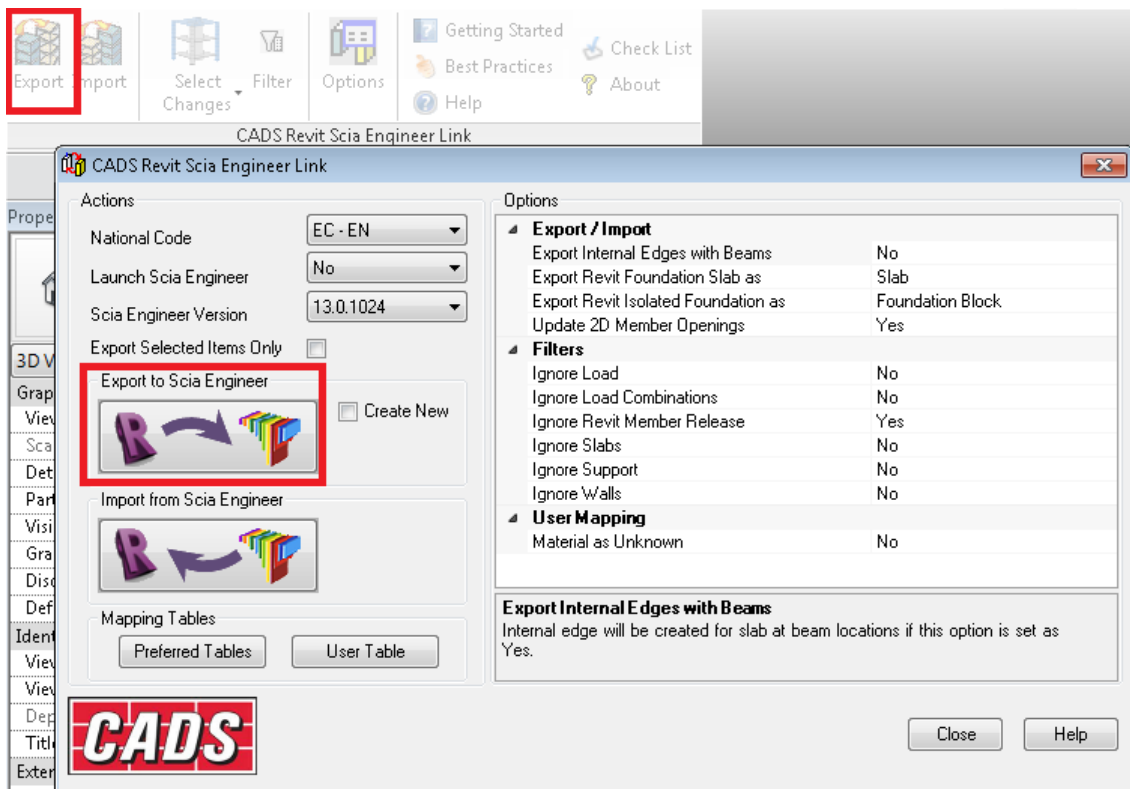 Getting Started
Export Import Select Changes Filter Options
Best Practices
Help
Check List
About
CADS Revit Scia Engineer Link
CADS Revit Scia Engineer Link
Prope
3D V
Grap
View
Sca
Det
Part
Visi
Gra
Disc
Def
Ident
View
View
Dep
Title
Exter
Actions
National Code EC - EN
Launch Scia Engineer No
Scia Engineer Version 13.0.1024
Export Selected Items Only
Export to Scia Engineer
Create New
Import from Scia Engineer
Mapping Tables
Preferred Tables User Table
CADS
Options
Export / Import
Export Internal Edges with Beams No
Export Revit Foundation Slab as Slab
Export Revit Isolated Foundation as Foundation Block
Update 2D Member Openings Yes
Filters
Ignore Load No
Ignore Load Combinations No
Ignore Revit Member Release Yes
Ignore Slabs No
Ignore Support No
Ignore Walls No
User Mapping
Material as Unknown No
Export Internal Edges with Beams
Internal edge will be created for slab at beam locations if this option is set as
Yes.
Close Help